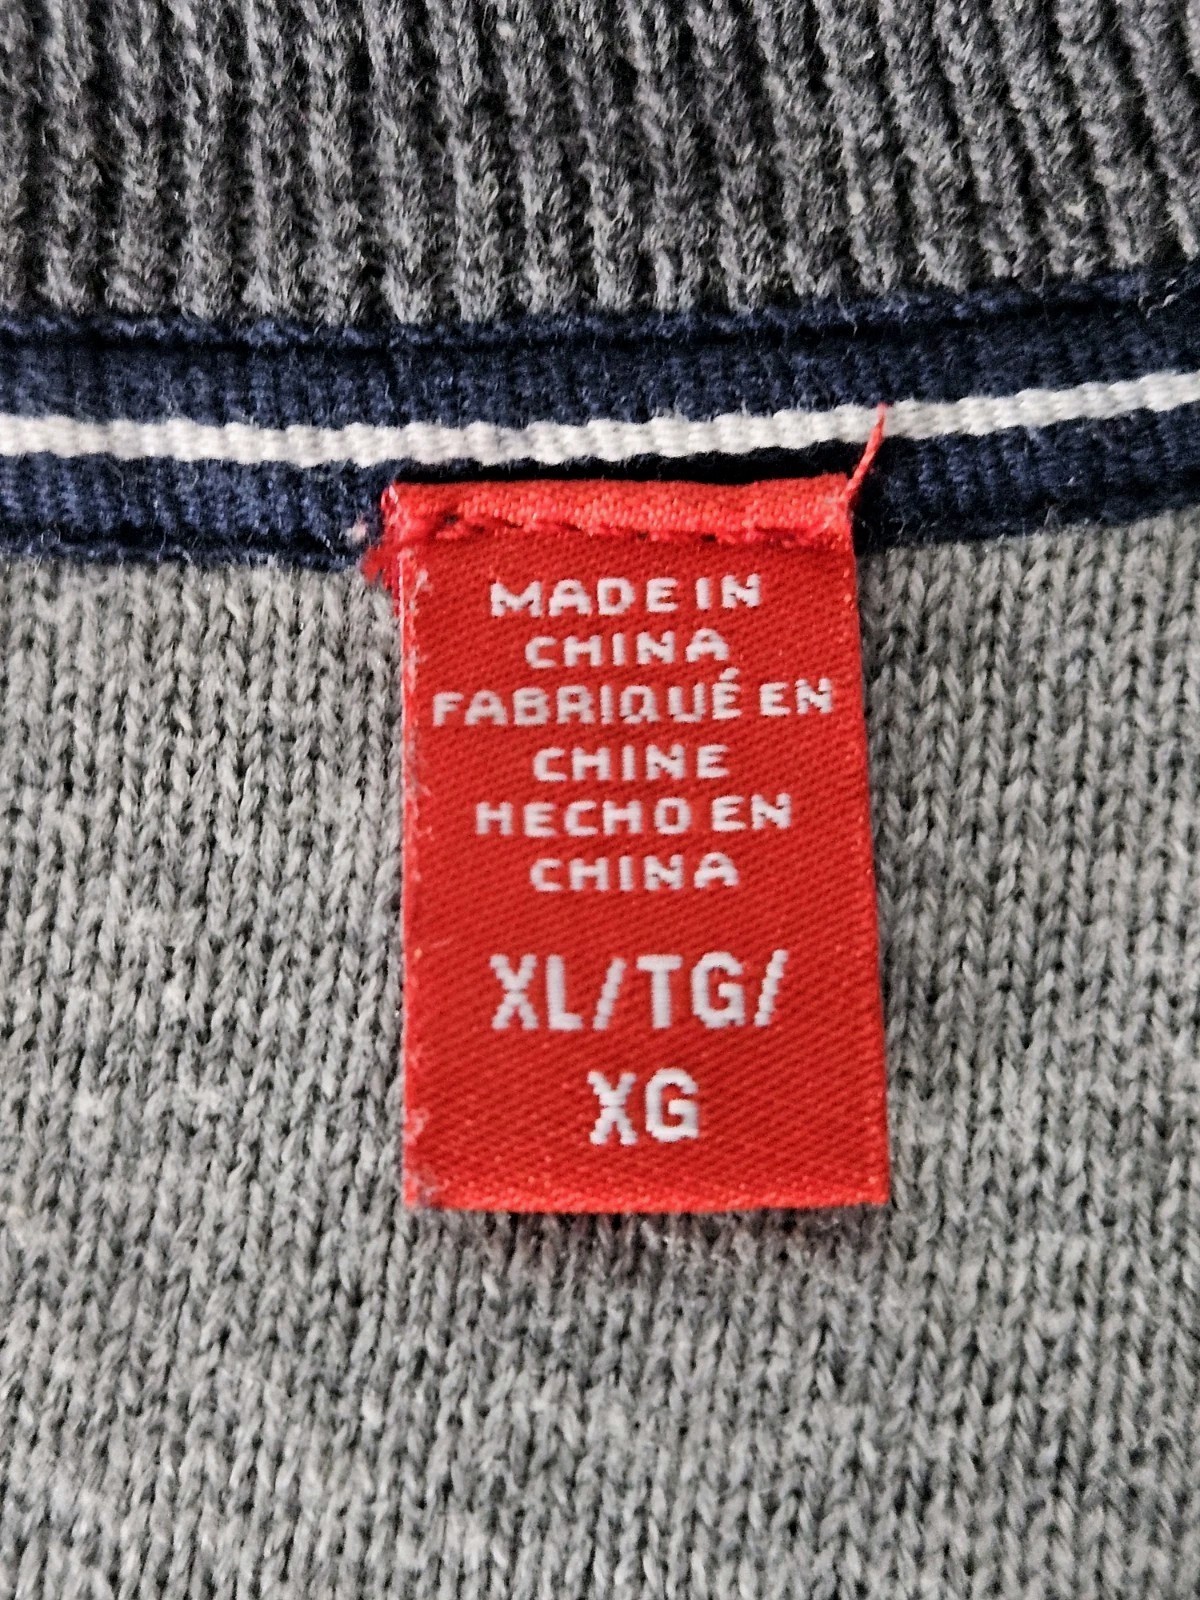 MADE IN
CHINA
FABRIQUÉ EN
CHINE
HECHO EN
CHINA
XL/TG/
XG